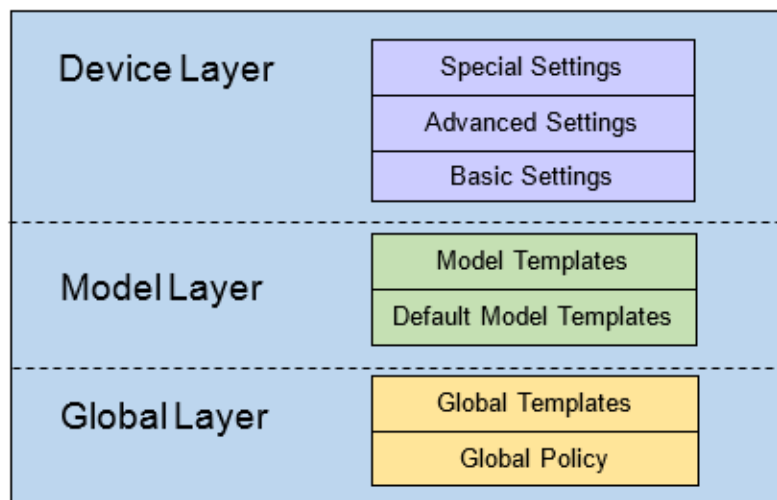 Device Layer
Special Settings
Advanced Settings
Basic Settings
Model Layer
Model Templates
Default Model Templates
Global Layer
Global Templates
Global Policy